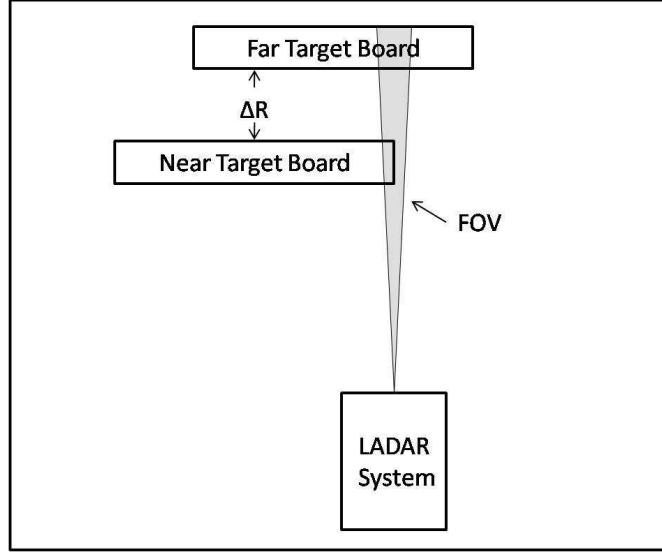 Far Target Board
ΔR
Near Target Board
FOV
LADAR
System